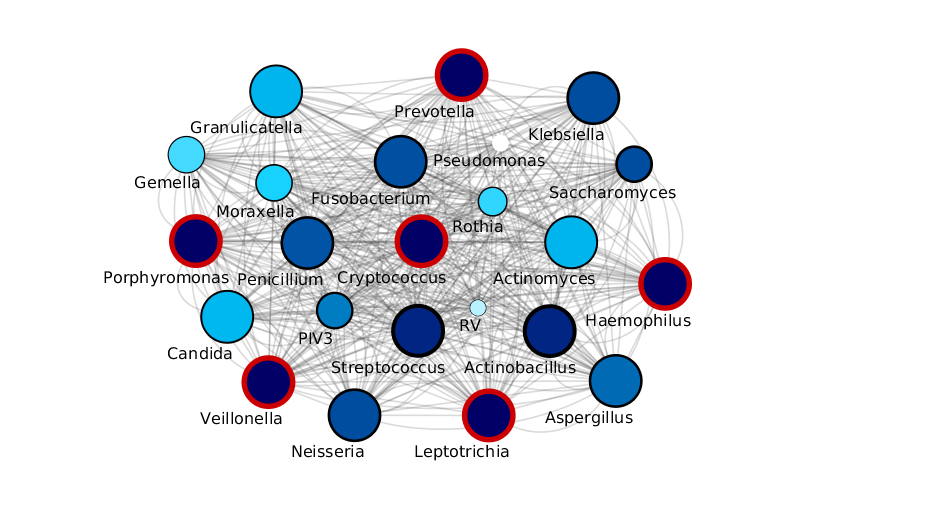 Prevotella
Granulicatella
Klebsiella
Pseudomonas
Gemella
Saccharomyces
Fusobacterium
Moraxella
Rothia
Porphyromonas
Penicillium
Cryptococcus
Actinomyces
Haemophilus
RV
PIV3
Candida
Streptococcus
Actinobacillus
Veillonella
Aspergillus
Neisseria
Leptotrichia